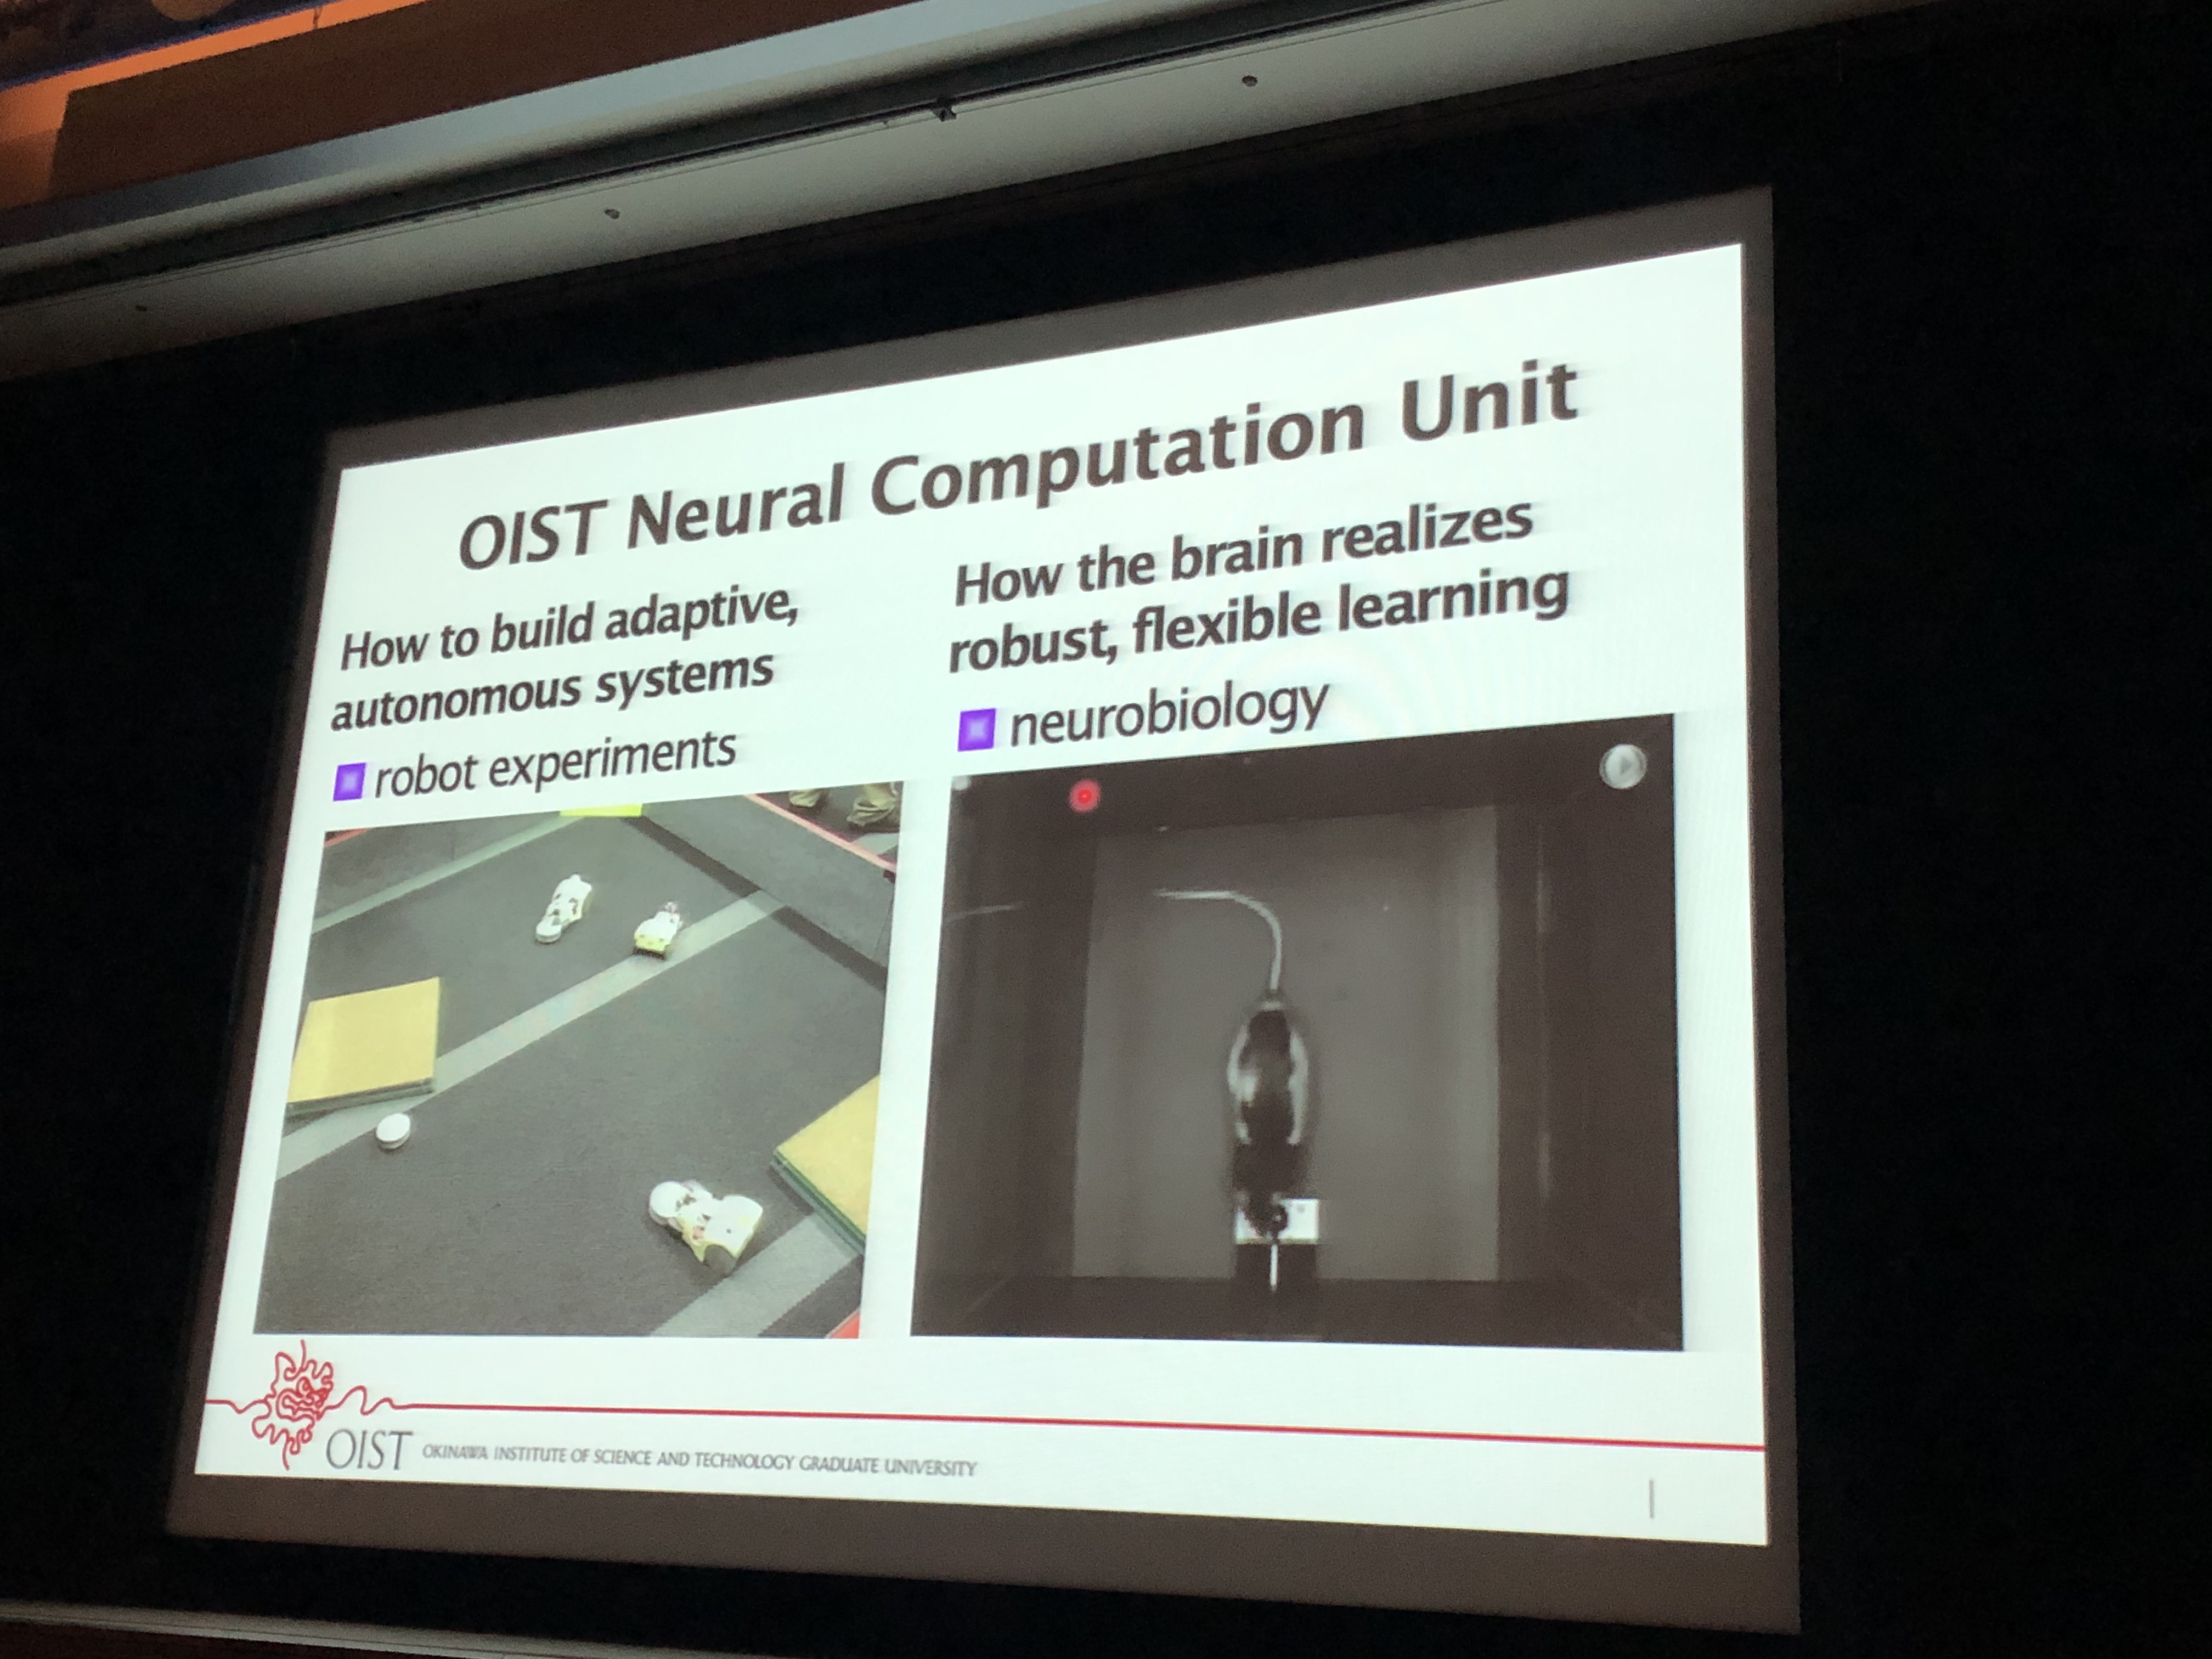 OIST Neural Computation Unit
How to build adaptive,
autonomous systems
robot experiments
How the brain realizes
robust, flexible learning
neurobiology
OIST OKINAWA INSTITUTE OF SCIENCE AND TECHNOLOGY GRADUATE UNIVERSITY